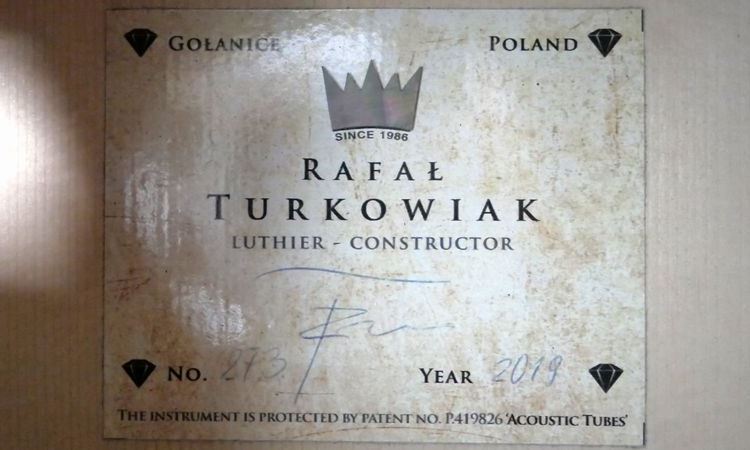 GOŁANICE POLAND
SINCE 1986
RAFAŁ
TURKOWIAK
LUTHIER - CONSTRUCTOR
NO. 273 YEAR 2019
THE INSTRUMENT IS PROTECTED BY PATENT NO. P.419826 'ACOUSTIC TUBES'